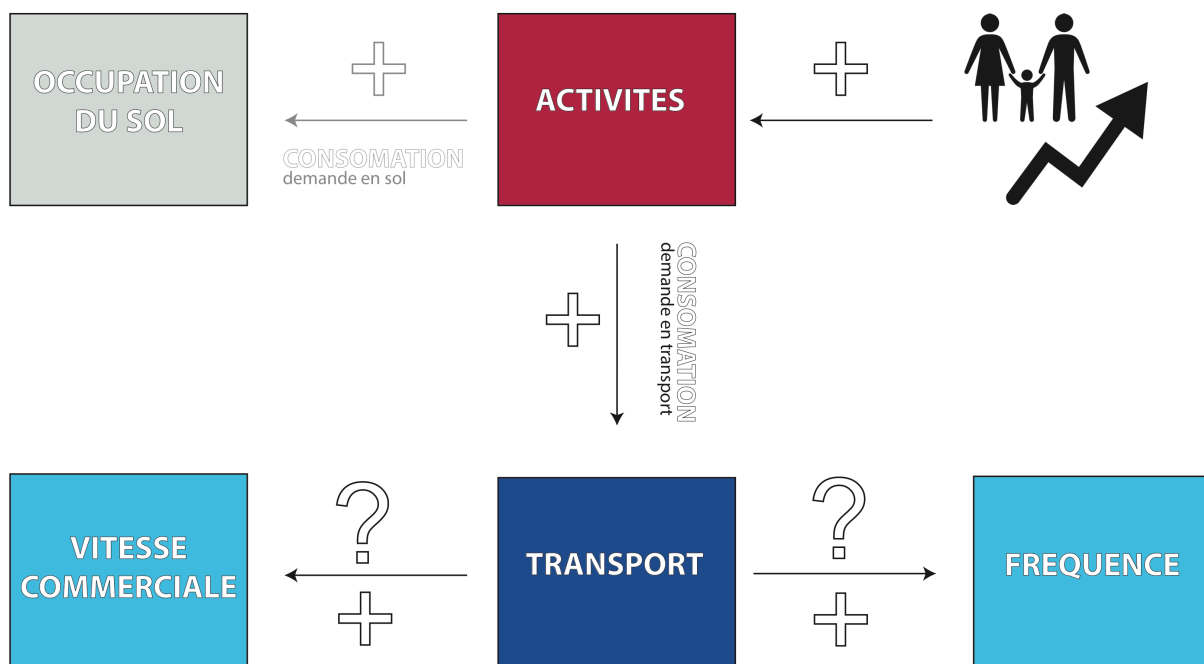 OCCUPATION
DU SOL
+
CONSOMATION
demande en sol
ACTIVITES
+
+
CONSOMATION
demande en transport
VITESSE
COMMERCIALE
?
+
TRANSPORT
?
+
FREQUENCE